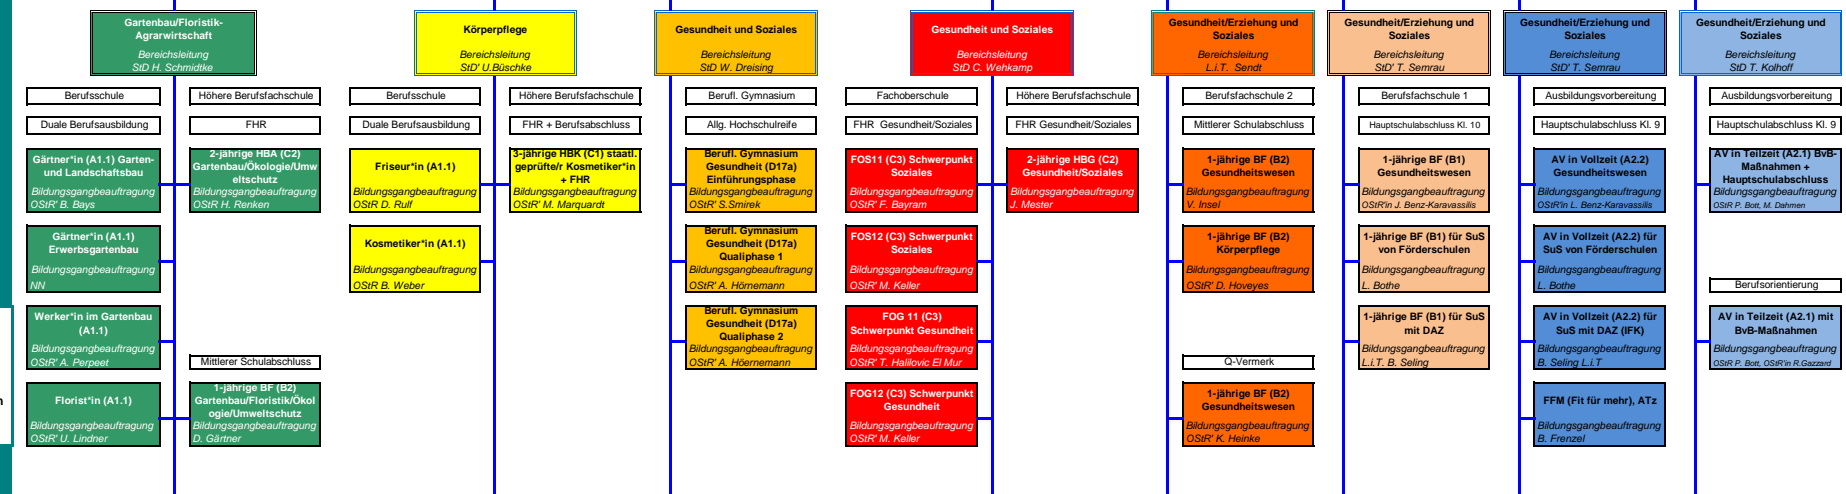 Gartenbau/Floristik-
Agrarwirtschaft
Bereichsleitung
StD H. Schmidtke
Berufsschule
Duale Berufsausbildung
Gärtner*in (A1.1) Garten-
und Landschaftsbau
Bildungsgangbeauftragung
OStR' B. Bays
Gärtner*in (A1.1)
Erwerbsgartenbau
Bildungsgangbeauftragung
NN
Werker*in im Gartenbau
(A1.1)
Bildungsgangbeauftragung
OStR' A. Perpeet
Florist*in (A1.1)
Bildungsgangbeauftragung
OStR' U. Lindner
Höhere Berufsfachschule
FHR
2-jährige HBA (C2)
Gartenbau/Ökologie/Umw
eltschutz
Bildungsgangbeauftragung
OStR H. Renken
Mittlerer Schulabschluss
1-jährige BF (B2)
Gartenbau/Floristik/Ökol
ogie/Umweltschutz
Bildungsgangbeauftragung
D. Gärtner
Körperpflege
Bereichsleitung
StD' U.Büschke
Berufsschule
Duale Berufsausbildung
Friseur*in (A1.1)
Bildungsgangbeauftragung
OStR D. Rulf
Kosmetiker*in (A1.1)
Bildungsgangbeauftragung
OStR B. Weber
Höhere Berufsfachschule
FHR + Berufsabschluss
3-jährige HBK (C1) staatl.
geprüfte/r Kosmetiker*in
+ FHR
Bildungsgangbeauftragung
OStR' M. Marquardt
Gesundheit und Soziales
Bereichsleitung
StD W. Dreising
Berufl. Gymnasium
Allg. Hochschulreife
Berufl. Gymnasium
Gesundheit (D17a)
Einführungsphase
Bildungsgangbeauftragung
OStR' S.Smirek
Berufl. Gymnasium
Gesundheit (D17a)
Qualiphase 1
Bildungsgangbeauftragung
OStR' A. Hörnemann
Berufl. Gymnasium
Gesundheit (D17a)
Qualiphase 2
Bildungsgangbeauftragung
OStR' A. Höernemann
Gesundheit und Soziales
Bereichsleitung
StD C. Wehkamp
Fachoberschule
FHR Gesundheit/Soziales
FOS11 (C3) Schwerpunkt
Soziales
Bildungsgangbeauftragung
OStR' F. Bayram
FOS12 (C3) Schwerpunkt
Soziales
Bildungsgangbeauftragung
OStR' M. Keller
FOG 11 (C3)
Schwerpunkt Gesundheit
Bildungsgangbeauftragung
OStR' T. Halilovic El Mur
FOG12 (C3) Schwerpunkt
Gesundheit
Bildungsgangbeauftragung
OStR' M. Keller
Höhere Berufsfachschule
FHR Gesundheit/Soziales
2-jährige HBG (C2)
Gesundheit/Soziales
Bildungsgangbeauftragung
J. Mester
Gesundheit/Erziehung und
Soziales
Bereichsleitung
L.i.T. Sendt
Berufsfachschule 2
Mittlerer Schulabschluss
1-jährige BF (B2)
Gesundheitswesen
Bildungsgangbeauftragung
V. Insel
1-jährige BF (B2)
Körperpflege
Bildungsgangbeauftragung
OStR' D. Hoveyes
Q-Vermerk
1-jährige BF (B2)
Gesundheitswesen
Bildungsgangbeauftragung
OStR' K. Heinke
Gesundheit/Erziehung und
Soziales
Bereichsleitung
StD' T. Semrau
Berufsfachschule 1
Hauptschulabschluss Kl. 10
1-jährige BF (B1)
Gesundheitswesen
Bildungsgangbeauftragung
OStR'in J. Benz-Karavassilis
1-jährige BF (B1) für SuS
von Förderschulen
Bildungsgangbeauftragung
L. Bothe
1-jährige BF (B1) für SuS
mit DAZ
Bildungsgangbeauftragung
L.i.T. B. Seling
Gesundheit/Erziehung und
Soziales
Bereichsleitung
StD' T. Semrau
Ausbildungsvorbereitung
Hauptschulabschluss Kl. 9
AV in Vollzeit (A2.2)
Gesundheitswesen
Bildungsgangbeauftragung
OStR'in L. Benz-Karavassilis
AV in Vollzeit (A2.2) für
SuS von Förderschulen
Bildungsgangbeauftragung
L. Bothe
AV in Vollzeit (A2.2) für
SuS mit DAZ (IFK)
Bildungsgangbeauftragung
B. Seling L.i.T
FFM (Fit für mehr), ATz
Bildungsgangbeauftragung
B. Frenzel
Gesundheit/Erziehung und
Soziales
Bereichsleitung
StD T. Kolhoff
Ausbildungsvorbereitung
Hauptschulabschluss Kl. 9
AV in Teilzeit (A2.1) BvB-
Maßnahmen +
Hauptschulabschluss
Bildungsgangbeauftragung
OStR P. Bott, M. Dahmen
Berufsorientierung
AV in Teilzeit (A2.1) mit
BvB-Maßnahmen
Bildungsgangbeauftragung
OStR P. Bott, OStR'in R.Gazzard